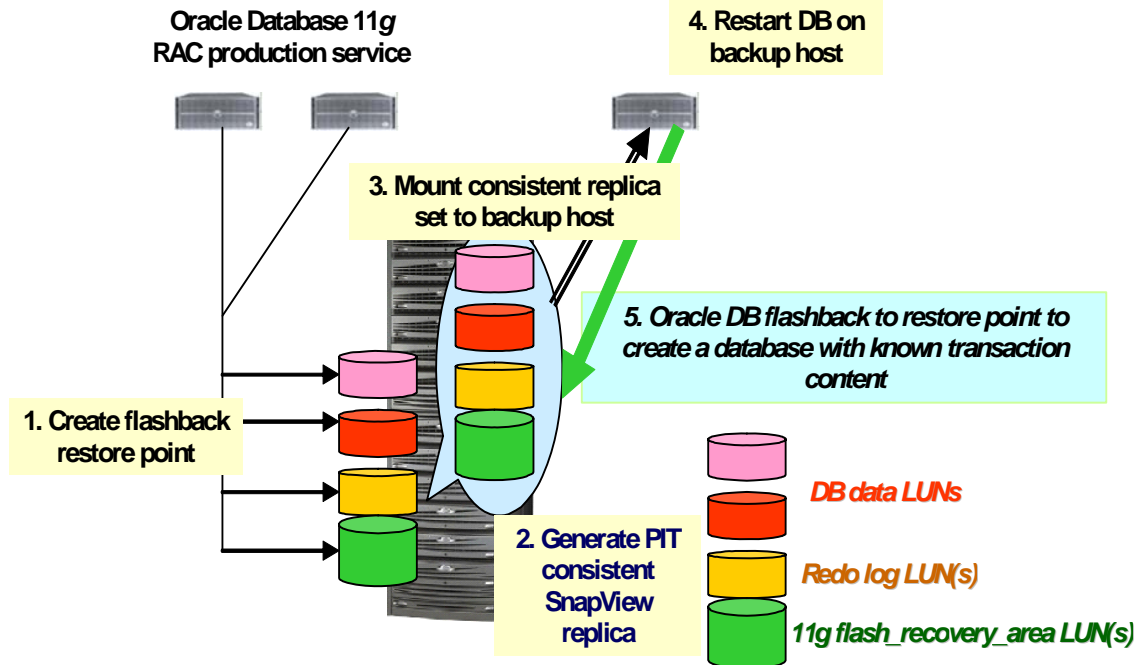 Oracle Database 11g
RAC production service
4. Restart DB on
backup host
3. Mount consistent replica
set to backup host
5. Oracle DB flashback to restore point to
create a database with known transaction
content
1. Create flashback
restore point
2. Generate PIT
consistent
SnapView
replica
DB data LUNs
Redo log LUN(s)
11g flash_recovery_area LUN(s)